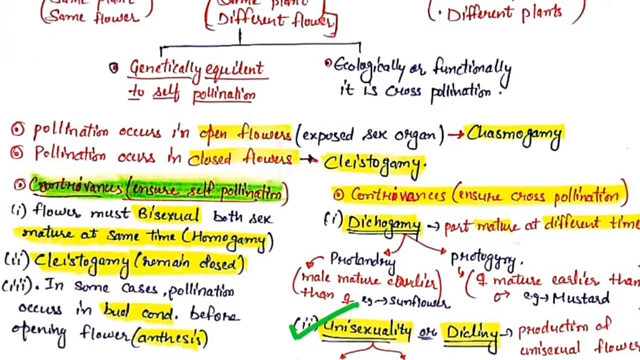 (Same plant
Same flower
(Same plant
Different flower)
(• Different plants)
• Genetically equilent
to self pollination
• Ecologically or functionally
it is cross pollination.
⊙ pollination occurs in open flowers (exposed sex organ) → Chasmogamy
⊙ Pollination occurs in closed flowers → Cleistogamy.
⊙ Contrivances (ensure self pollination)
(i) flower must Bisexual both sex
mature at same time (Homogamy)
(ii) Cleistogamy (remain closed)
(iii). In some cases, pollination
occurs in bud cond. before
opening flower (anthesis)
⊙ Contrivances (ensure cross pollination)
(i) Dichogamy → part mature at different time
Protandry
(male mature earlier
than ♀ eg → Sunflower
protogyny.
(♀ mature earlier than
♂ eg → Mustard
(ii) Unisexuality or Dicliny → production of
unisexual flowers